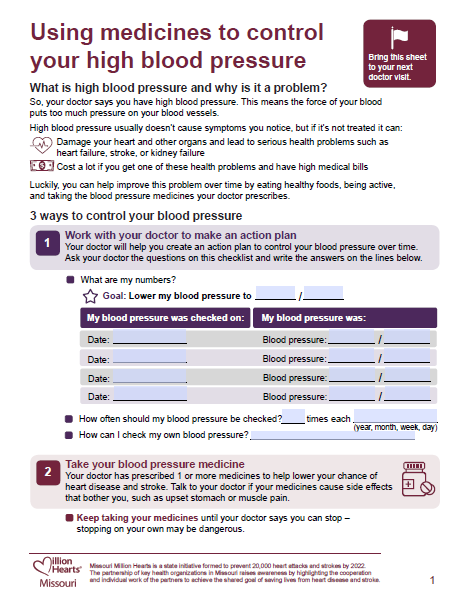 Using medicines to control
your high blood pressure
Bring this sheet
to your next
doctor visit.
What is high blood pressure and why is it a problem?
So, your doctor says you have high blood pressure. This means the force of your blood
puts too much pressure on your blood vessels.
High blood pressure usually doesn't cause symptoms you notice, but if it's not treated it can:
Damage your heart and other organs and lead to serious health problems such as
heart failure, stroke, or kidney failure
Cost a lot if you get one of these health problems and have high medical bills
Luckily, you can help improve this problem over time by eating healthy foods, being active,
and taking the blood pressure medicines your doctor prescribes.
3 ways to control your blood pressure
1 Work with your doctor to make an action plan
Your doctor will help you create an action plan to control your blood pressure over time.
Ask your doctor the questions on this checklist and write the answers on the lines below.
What are my numbers?
Goal: Lower my blood pressure to /
My blood pressure was checked on: My blood pressure was:
Date: Blood pressure: /
Date: Blood pressure: /
Date: Blood pressure: /
Date: Blood pressure: /
How often should my blood pressure be checked? times each
(year, month, week, day)
How can I check my own blood pressure?
2 Take your blood pressure medicine
Your doctor has prescribed 1 or more medicines to help lower your chance of
heart disease and stroke. Talk to your doctor if your medicines cause side effects
that bother you, such as upset stomach or muscle pain.
Keep taking your medicines until your doctor says you can stop –
stopping on your own may be dangerous.
Million
Hearts®
Missouri
Missouri Million Hearts is a state initiative formed to prevent 20,000 heart attacks and strokes by 2022.
The partnership of key health organizations in Missouri raises awareness by highlighting the cooperation
and individual work of the partners to achieve the shared goal of saving lives from heart disease and stroke.
1